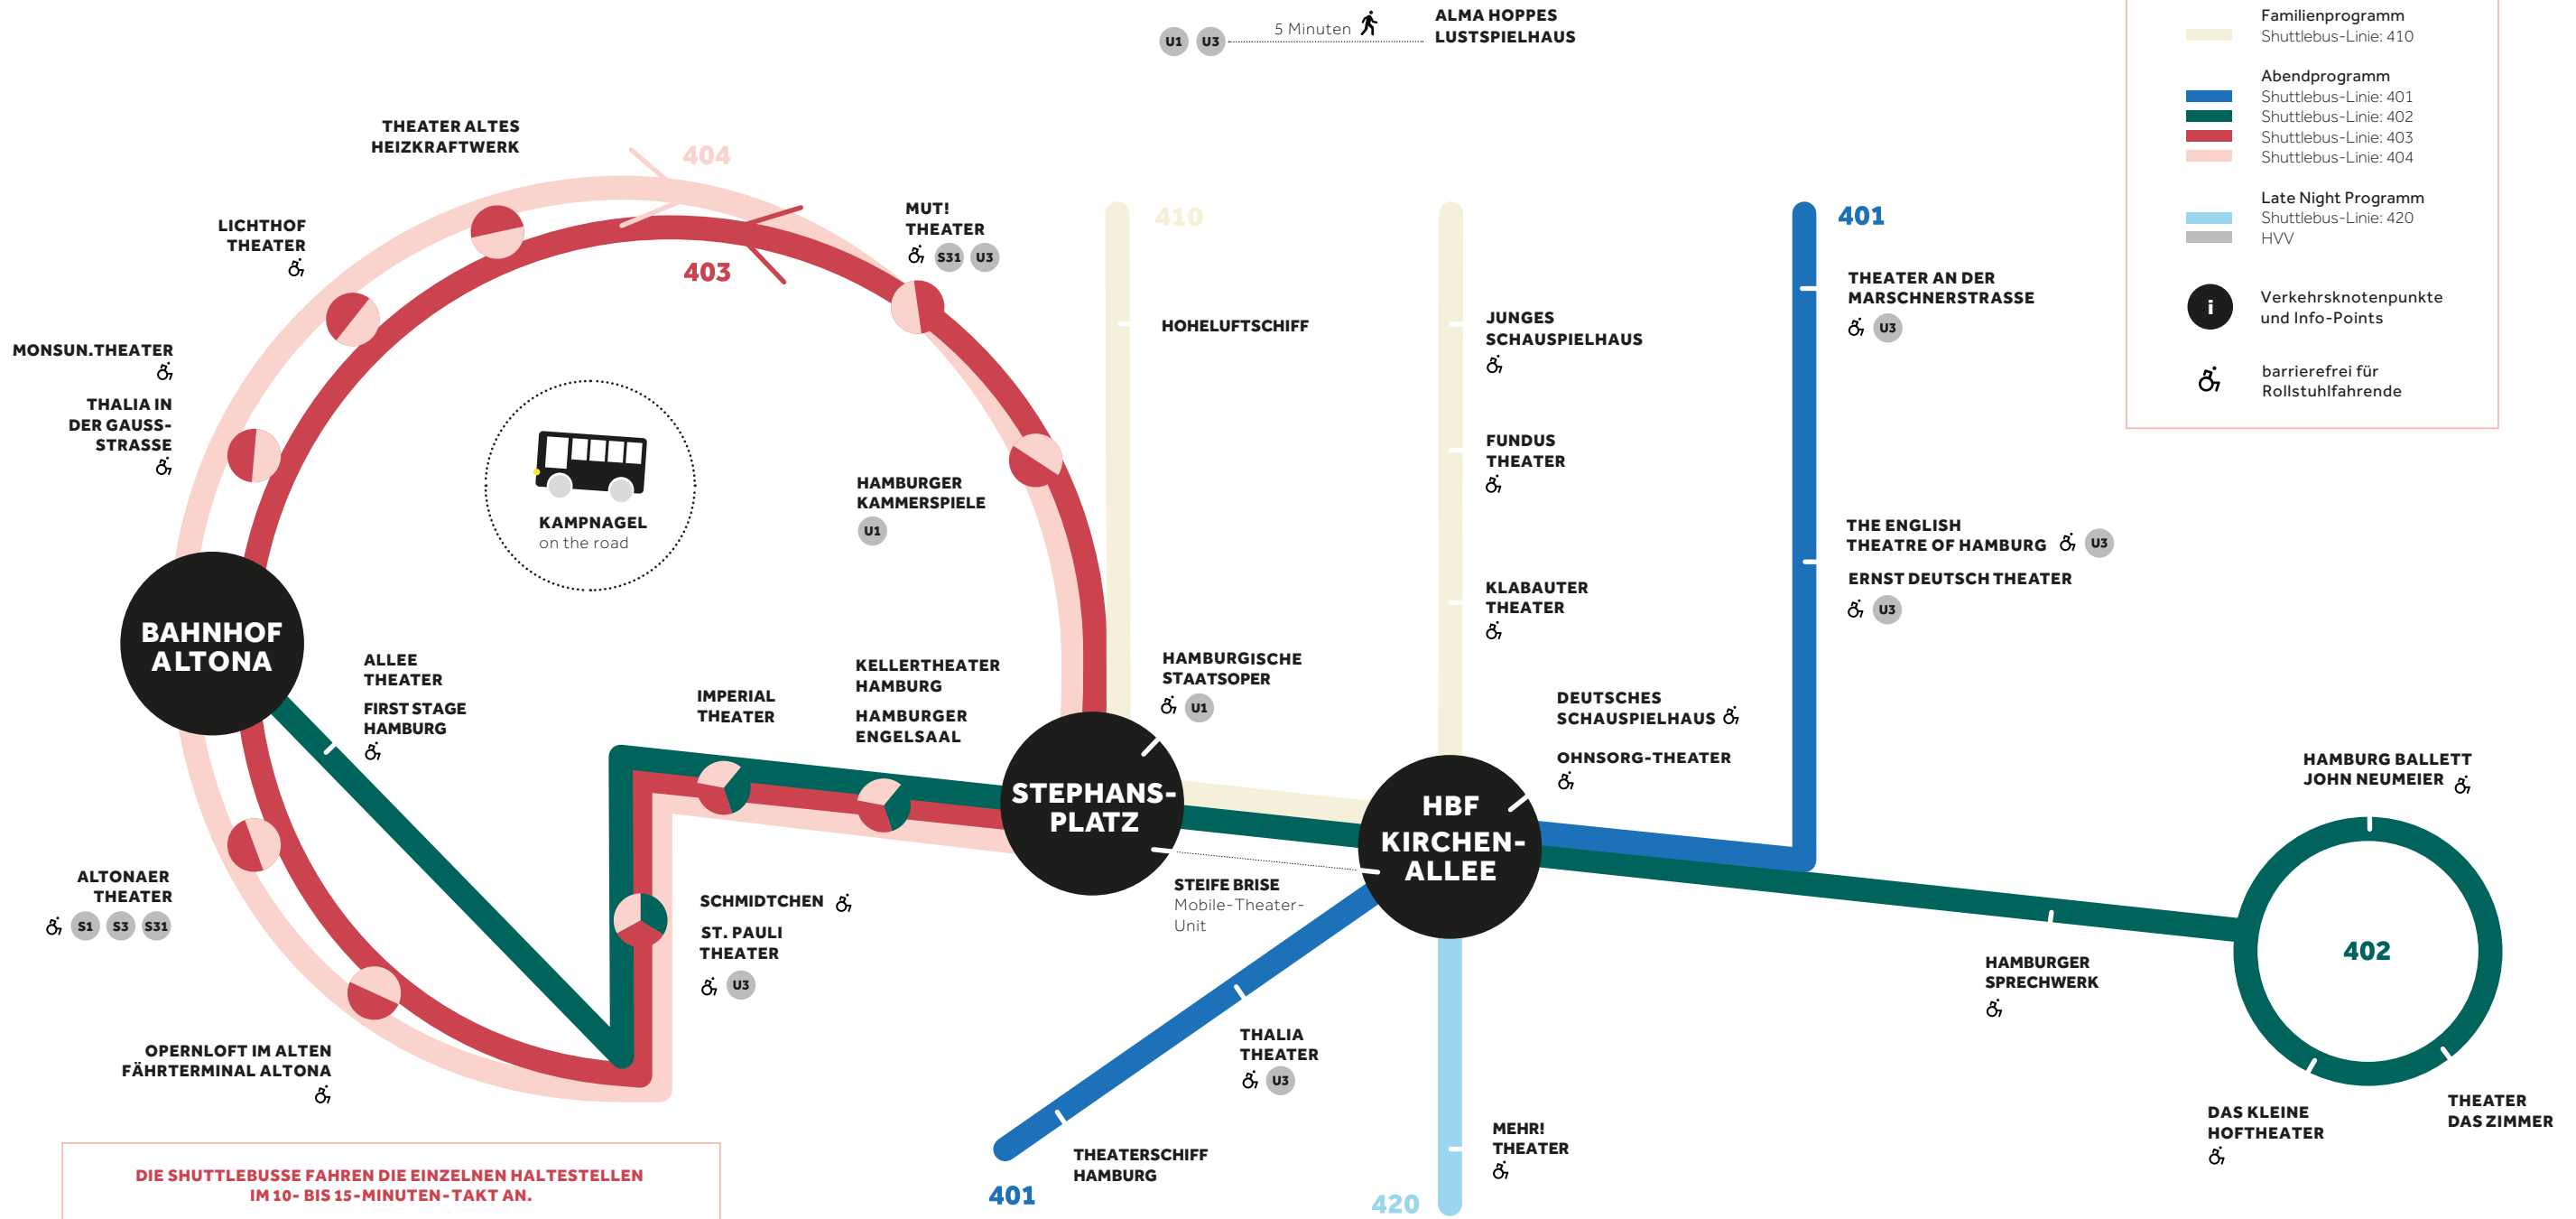 U1 U3 5 Minuten
ALMA HOPPES
LUSTSPIELHAUS
Familienprogramm
Shuttlebus-Linie: 410
Abendprogramm
Shuttlebus-Linie: 401
Shuttlebus-Linie: 402
Shuttlebus-Linie: 403
Shuttlebus-Linie: 404
Late Night Programm
Shuttlebus-Linie: 420
HVV
i
Verkehrsknotenpunkte
und Info-Points
barrierefrei für
Rollstuhlfahrende
THEATER ALTES
HEIZKRAFTWERK
404
403
LICHTHOF
THEATER
MUT!
THEATER
S31 U3
MONSUN.THEATER
THALIA IN
DER GAUSS-
STRASSE
KAMPNAGEL
on the road
HAMBURGER
KAMMERSPIELE
U1
410
HOHELUFTSCHIFF
JUNGES
SCHAUSPIELHAUS
FUNDUS
THEATER
KLABAUTER
THEATER
401
THEATER AN DER
MARSCHNERSTRASSE
U3
THE ENGLISH
THEATRE OF HAMBURG U3
ERNST DEUTSCH THEATER
U3
BAHNHOF
ALTONA
ALLEE
THEATER
FIRST STAGE
HAMBURG
IMPERIAL
THEATER
KELLERTHEATER
HAMBURG
HAMBURGER
ENGELSAAL
HAMBURGISCHE
STAATSOPER
U1
STEPHANS-
PLATZ
DEUTSCHES
SCHAUSPIELHAUS
OHNSORG-THEATER
HBF
KIRCHEN-
ALLEE
HAMBURG BALLETT
JOHN NEUMEIER
402
ALTONAER
THEATER
S1 S3 S31
SCHMIDTCHEN
ST. PAULI
THEATER
U3
STEIFE BRISE
Mobile-Theater-
Unit
HAMBURGER
SPRECHWERK
OPERNLOFT IM ALTEN
FÄHRTERMINAL ALTONA
THALIA
THEATER
U3
THEATER
DAS ZIMMER
DAS KLEINE
HOFTHEATER
MEHR!
THEATER
THEATERSCHIFF
HAMBURG
401
420
DIE SHUTTLEBUSSE FAHREN DIE EINZELNEN HALTESTELLEN
IM 10- BIS 15-MINUTEN-TAKT AN.